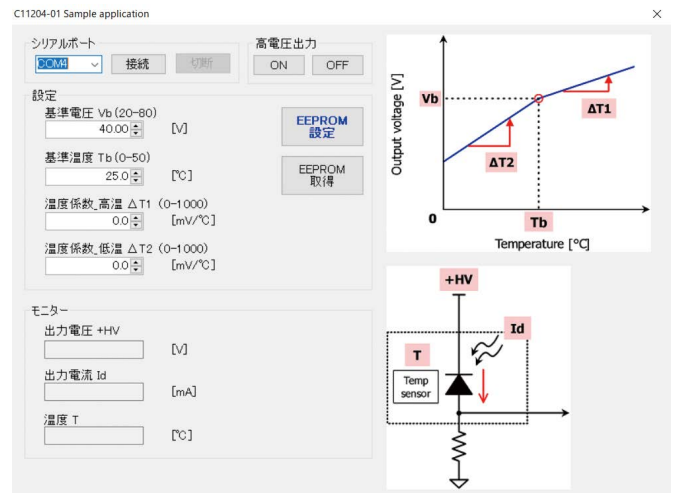 C11204-01 Sample application
シリアルポート
COM4 接続 切断
高電圧出力
ON OFF
設定
基準電圧 Vb (20-80)
40.00 [V]
基準温度 Tb (0-50)
25.0 [℃]
温度係数_高温 △T1 (0-1000)
0.0 [mV/℃]
温度係数_低温 △T2 (0-1000)
0.0 [mV/℃]
EEPROM
設定
EEPROM
取得
モニター
出力電圧 +HV
[V]
出力電流 Id
[mA]
温度 T
[℃]
Output voltage [V]
Vb
ΔT1
ΔT2
0
Tb
Temperature [°C]
+HV
Id
T
Temp
sensor